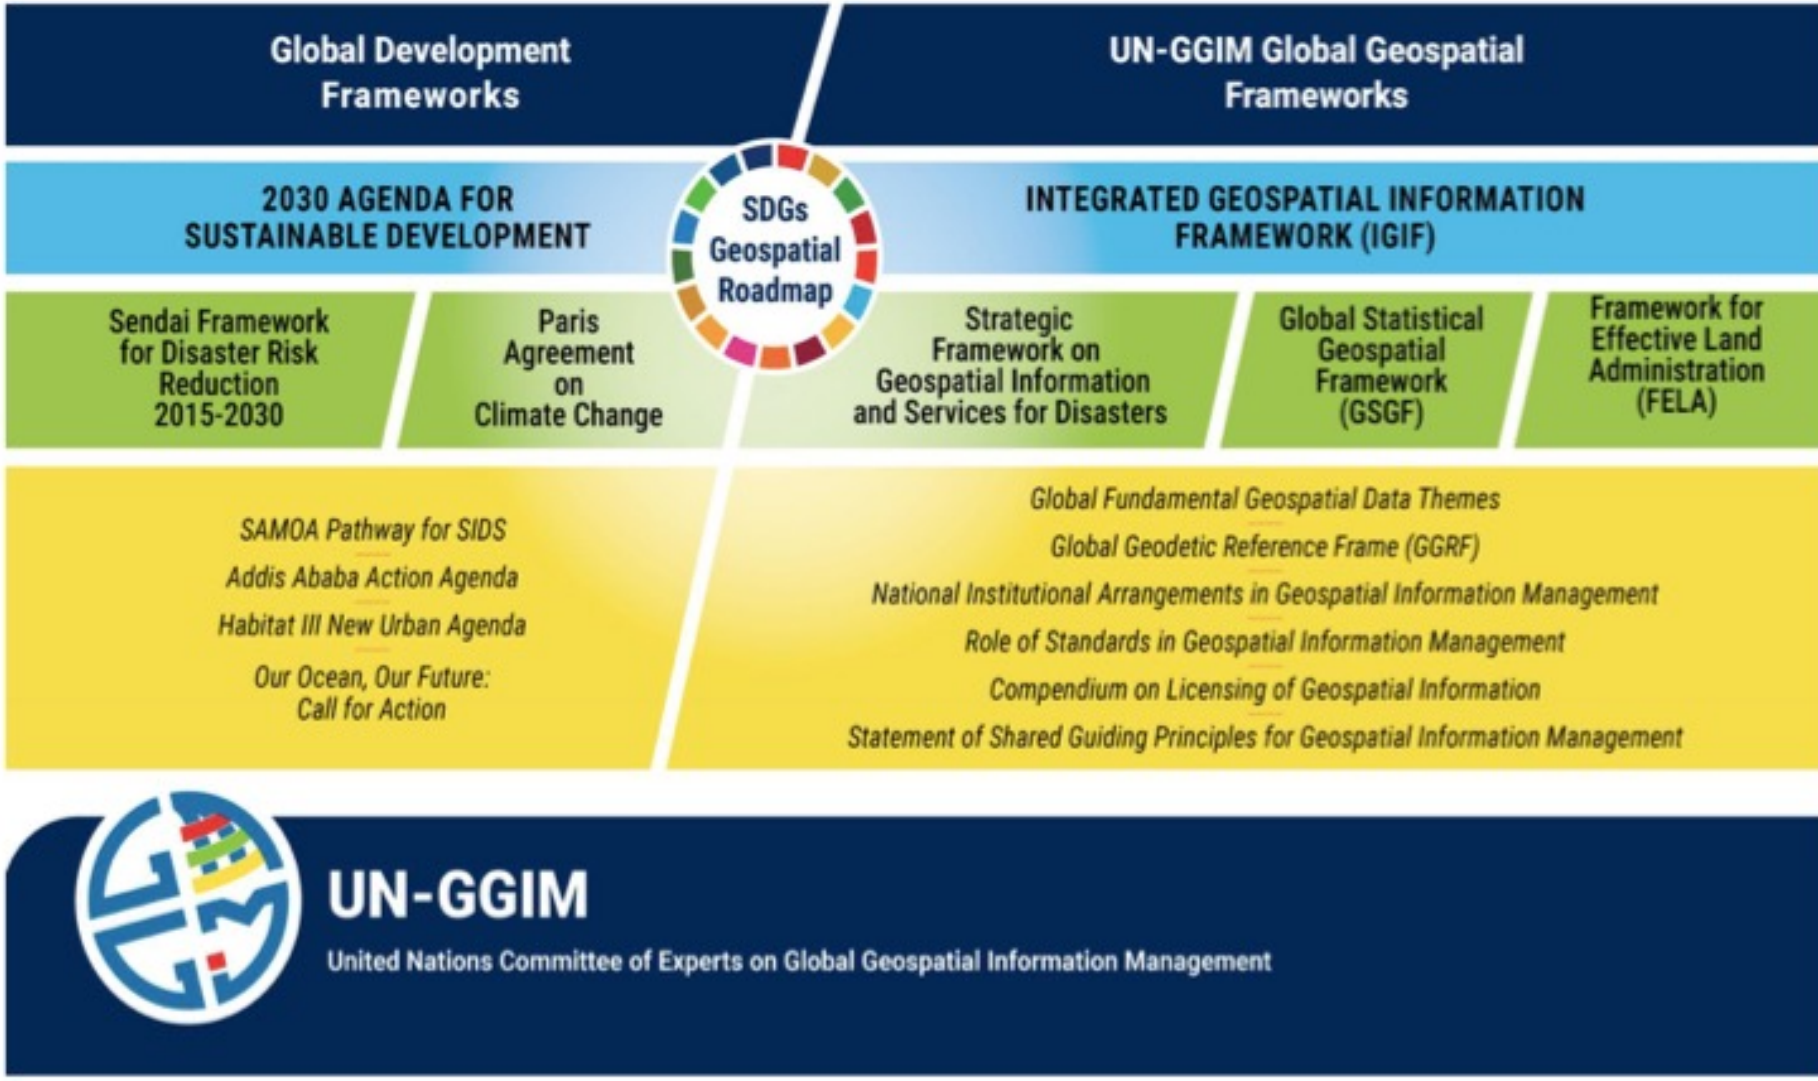 Global Development
Frameworks
UN-GGIM Global Geospatial
Frameworks
2030 AGENDA FOR
SUSTAINABLE DEVELOPMENT
SDGs
Geospatial
Roadmap
INTEGRATED GEOSPATIAL INFORMATION
FRAMEWORK (IGIF)
Sendai Framework
for Disaster Risk
Reduction
2015-2030
Paris
Agreement
on
Climate Change
Strategic
Framework on
Geospatial Information
and Services for Disasters
Global Statistical
Geospatial
Framework
(GSGF)
Framework for
Effective Land
Administration
(FELA)
SAMOA Pathway for SIDS
Addis Ababa Action Agenda
Habitat III New Urban Agenda
Our Ocean, Our Future:
Call for Action
Global Fundamental Geospatial Data Themes
Global Geodetic Reference Frame (GGRF)
National Institutional Arrangements in Geospatial Information Management
Role of Standards in Geospatial Information Management
Compendium on Licensing of Geospatial Information
Statement of Shared Guiding Principles for Geospatial Information Management
UN-GGIM
United Nations Committee of Experts on Global Geospatial Information Management